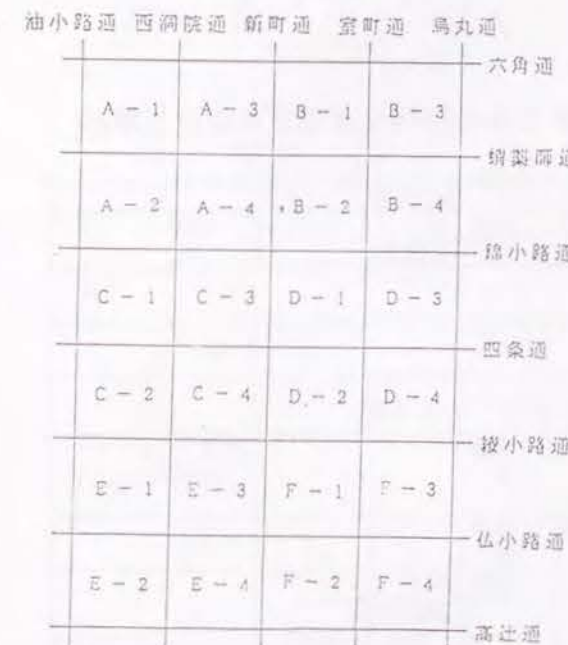 油小路通 西洞院通 新町通 室町通 烏丸通
六角通
A - 1 A - 3 B - 1 B - 3
蛸薬師通
A - 2 A - 4 B - 2 B - 4
錦小路通
C - 1 C - 3 D - 1 D - 3
四条通
C - 2 C - 4 D - 2 D - 4
綾小路通
E - 1 E - 3 F - 1 F - 3
仏小路通
E - 2 E - 4 F - 2 F - 4
高辻通